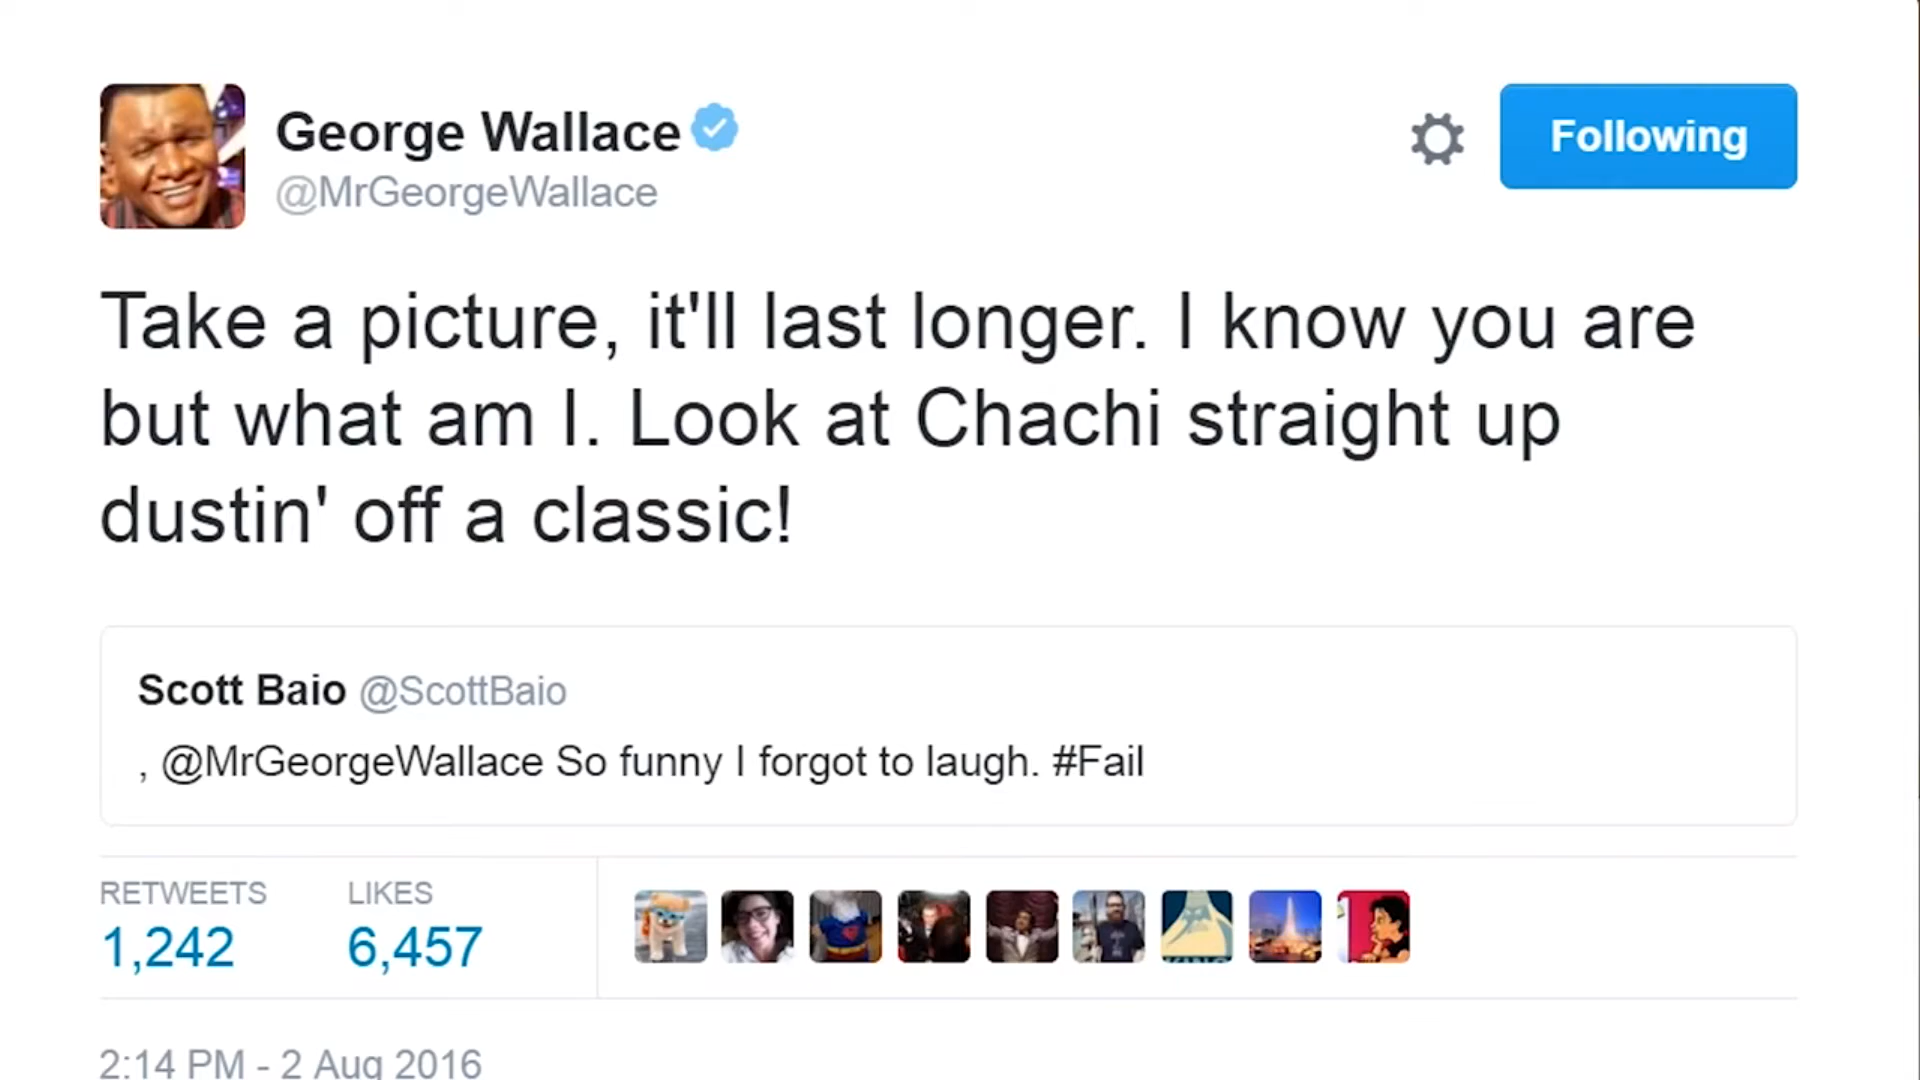 George Wallace
@MrGeorgeWallace
Following
Take a picture, it'll last longer. I know you are
but what am I. Look at Chachi straight up
dustin' off a classic!
Scott Baio @ScottBaio
, @MrGeorgeWallace So funny I forgot to laugh. #Fail
RETWEETS LIKES
1,242 6,457
KING
2:14 PM - 2 Aug 2016